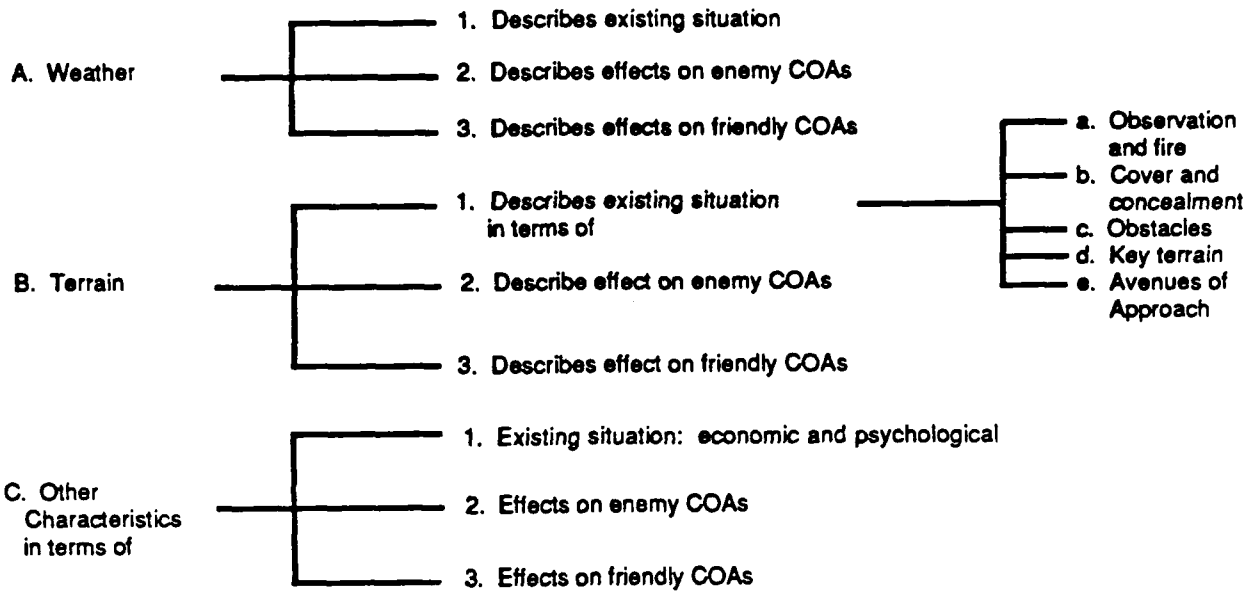 1. Describes existing situation
A. Weather
2. Describes effects on enemy COAs
3. Describes effects on friendly COAs
a. Observation
and fire
b. Cover and
concealment
c. Obstacles
d. Key terrain
e. Avenues of
Approach
1. Describes existing situation
in terms of
B. Terrain
2. Describe effect on enemy COAs
3. Describes effect on friendly COAs
1. Existing situation: economic and psychological
C. Other
Characteristics
in terms of
2. Effects on enemy COAs
3. Effects on friendly COAs